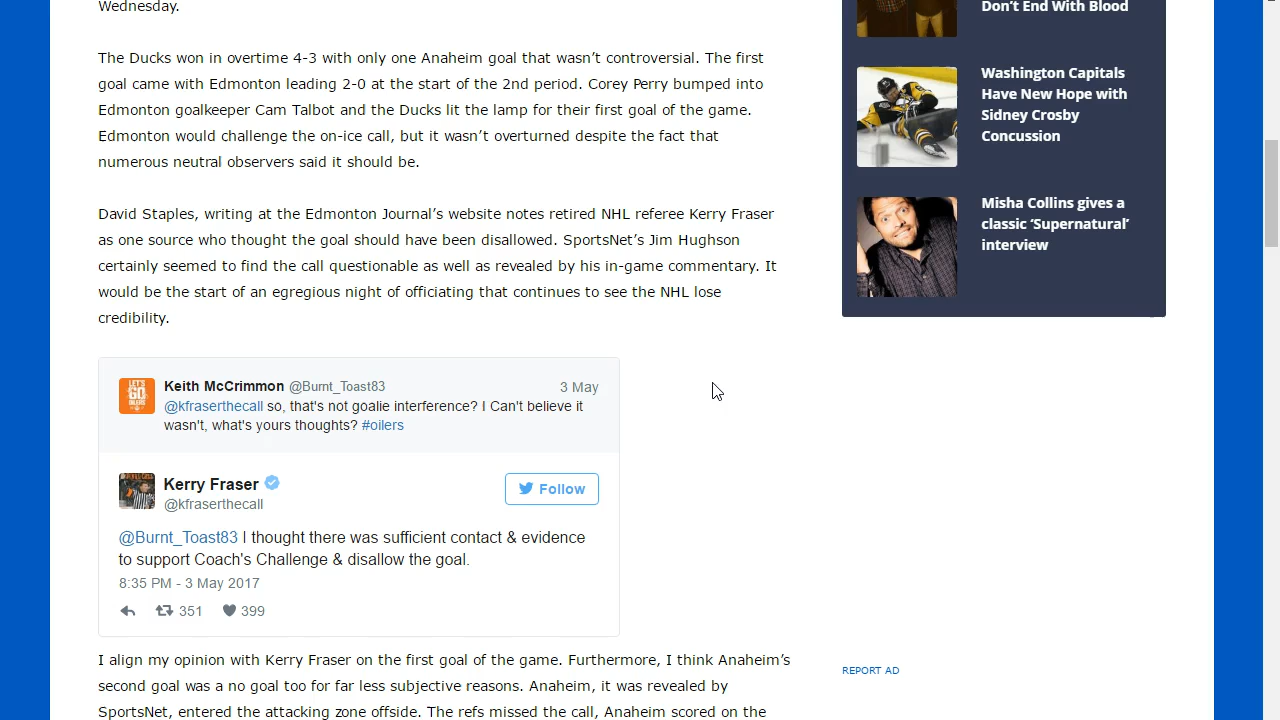 Wednesday.
The Ducks won in overtime 4-3 with only one Anaheim goal that wasn’t controversial. The first
goal came with Edmonton leading 2-0 at the start of the 2nd period. Corey Perry bumped into
Edmonton goalkeeper Cam Talbot and the Ducks lit the lamp for their first goal of the game.
Edmonton would challenge the on-ice call, but it wasn’t overturned despite the fact that
numerous neutral observers said it should be.
David Staples, writing at the Edmonton Journal’s website notes retired NHL referee Kerry Fraser
as one source who thought the goal should have been disallowed. SportsNet’s Jim Hughson
certainly seemed to find the call questionable as well as revealed by his in-game commentary. It
would be the start of an egregious night of officiating that continues to see the NHL lose
credibility.
LET'S
GO
OILERS
Keith McCrimmon @Burnt_Toast83
3 May
@kfraserthecall so, that's not goalie interference? I Can't believe it
wasn't, what's yours thoughts? #oilers
Kerry Fraser
Follow
@kfraserthecall
@Burnt_Toast83 I thought there was sufficient contact & evidence
to support Coach's Challenge & disallow the goal.
8:35 PM - 3 May 2017
351
399
I align my opinion with Kerry Fraser on the first goal of the game. Furthermore, I think Anaheim’s
second goal was a no goal too for far less subjective reasons. Anaheim, it was revealed by
SportsNet, entered the attacking zone offside. The refs missed the call, Anaheim scored on the
Don’t End With Blood
Washington Capitals
Have New Hope with
Sidney Crosby
Concussion
Misha Collins gives a
classic ‘Supernatural’
interview
REPORT AD